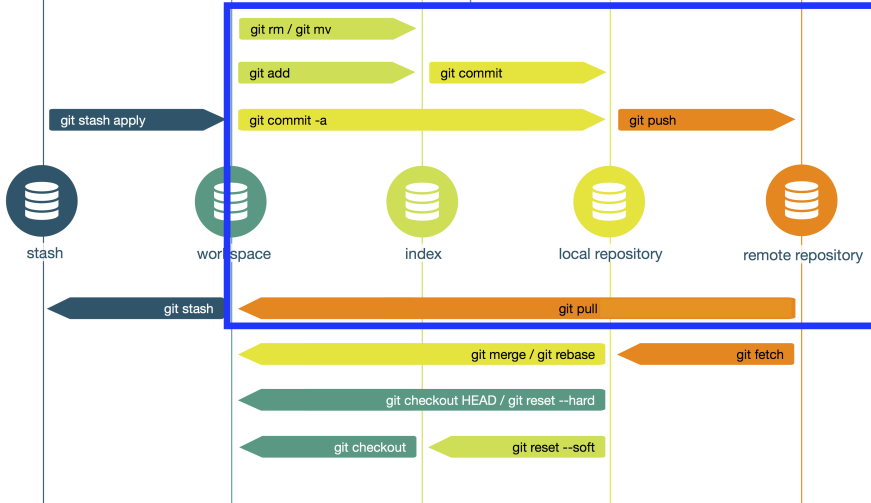 git rm / git mv
git add
git commit
git stash apply
git commit -a
git push
stash
workspace
index
local repository
remote repository
git stash
git pull
git merge / git rebase
git fetch
git checkout HEAD / git reset --hard
git checkout
git reset --soft